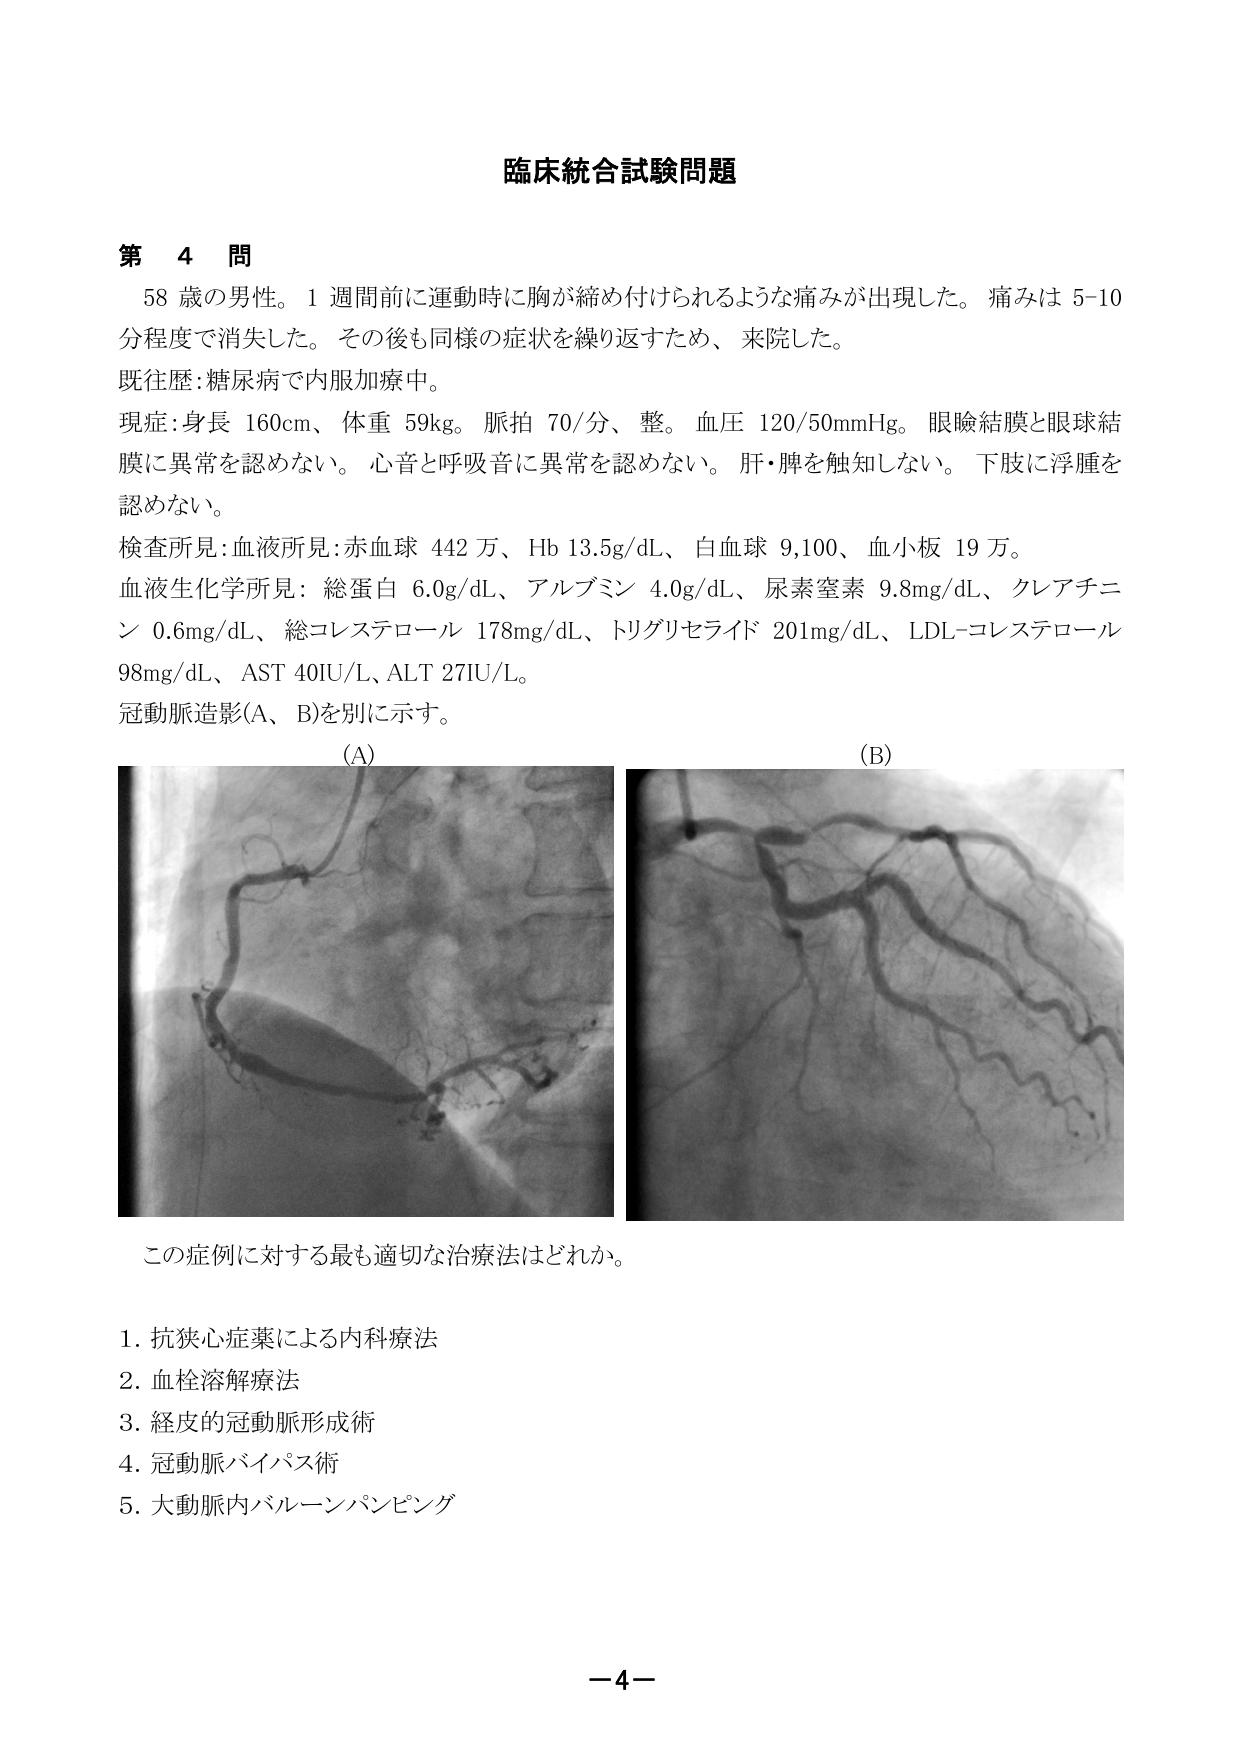 臨床統合試験問題
第 4 問
58 歳の男性。 1 週間前に運動時に胸が締め付けられるような痛みが出現した。 痛みは 5-10
分程度で消失した。 その後も同様の症状を繰り返すため、 来院した。
既往歴:糖尿病で内服加療中。
現症:身長 160cm、 体重 59kg。 脈拍 70/分、 整。 血圧 120/50mmHg。 眼瞼結膜と眼球結
膜に異常を認めない。 心音と呼吸音に異常を認めない。 肝・脾を触知しない。 下肢に浮腫を
認めない。
検査所見:血液所見:赤血球 442 万、 Hb 13.5g/dL、 白血球 9,100、 血小板 19 万。
血液生化学所見: 総蛋白 6.0g/dL、 アルブミン 4.0g/dL、 尿素窒素 9.8mg/dL、 クレアチニ
ン 0.6mg/dL、 総コレステロール 178mg/dL、 トリグリセライド 201mg/dL、 LDL-コレステロール
98mg/dL、 AST 40IU/L、ALT 27IU/L。
冠動脈造影(A、 B)を別に示す。
(A) (B)
この症例に対する最も適切な治療法はどれか。
1. 抗狭心症薬による内科療法
2. 血栓溶解療法
3. 経皮的冠動脈形成術
4. 冠動脈バイパス術
5. 大動脈内バルーンパンピング
―4―